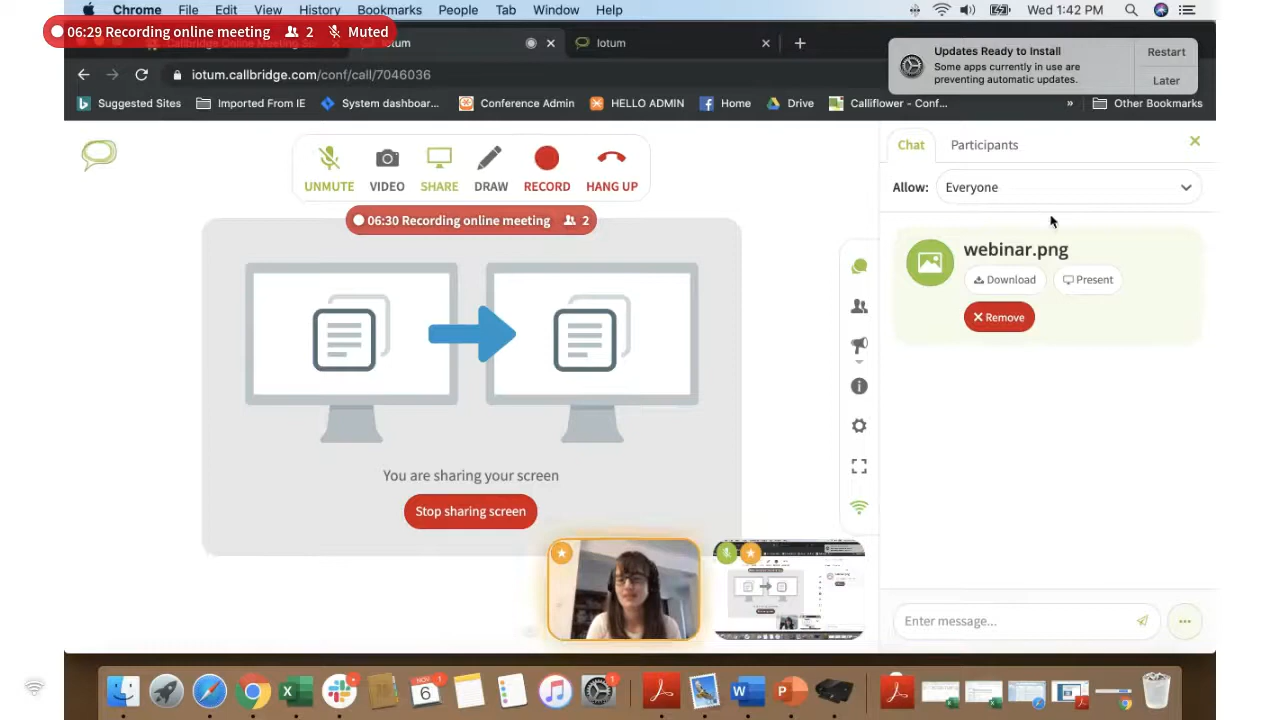 Chrome File Edit View History Bookmarks People Tab Window Help Wed 1:42 PM
06:29 Recording online meeting 2 Muted
Iotum
Updates Ready to Install
Some apps currently in use are
preventing automatic updates.
Restart
Later
iotum.callbridge.com/conf/call/7046036
Suggested Sites Imported From IE System dashboar... Conference Admin HELLO ADMIN Home Drive Calliflower - Conf... » Other Bookmarks
UNMUTE VIDEO SHARE DRAW RECORD HANG UP
06:30 Recording online meeting 2
You are sharing your screen
Stop sharing screen
Chat Participants
Allow: Everyone
webinar.png
Download Present
Remove
Enter message...
NOV
6
1